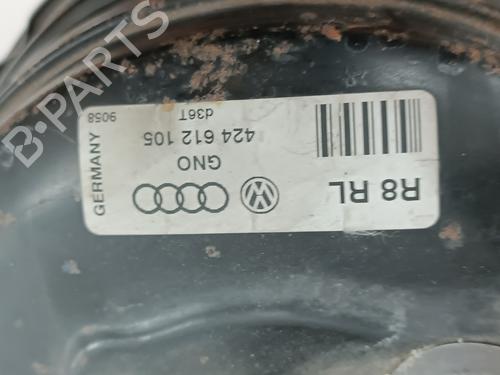 R8 RL
GNO
424 612 105
d36T
9058
GERMANY
B-PARTS